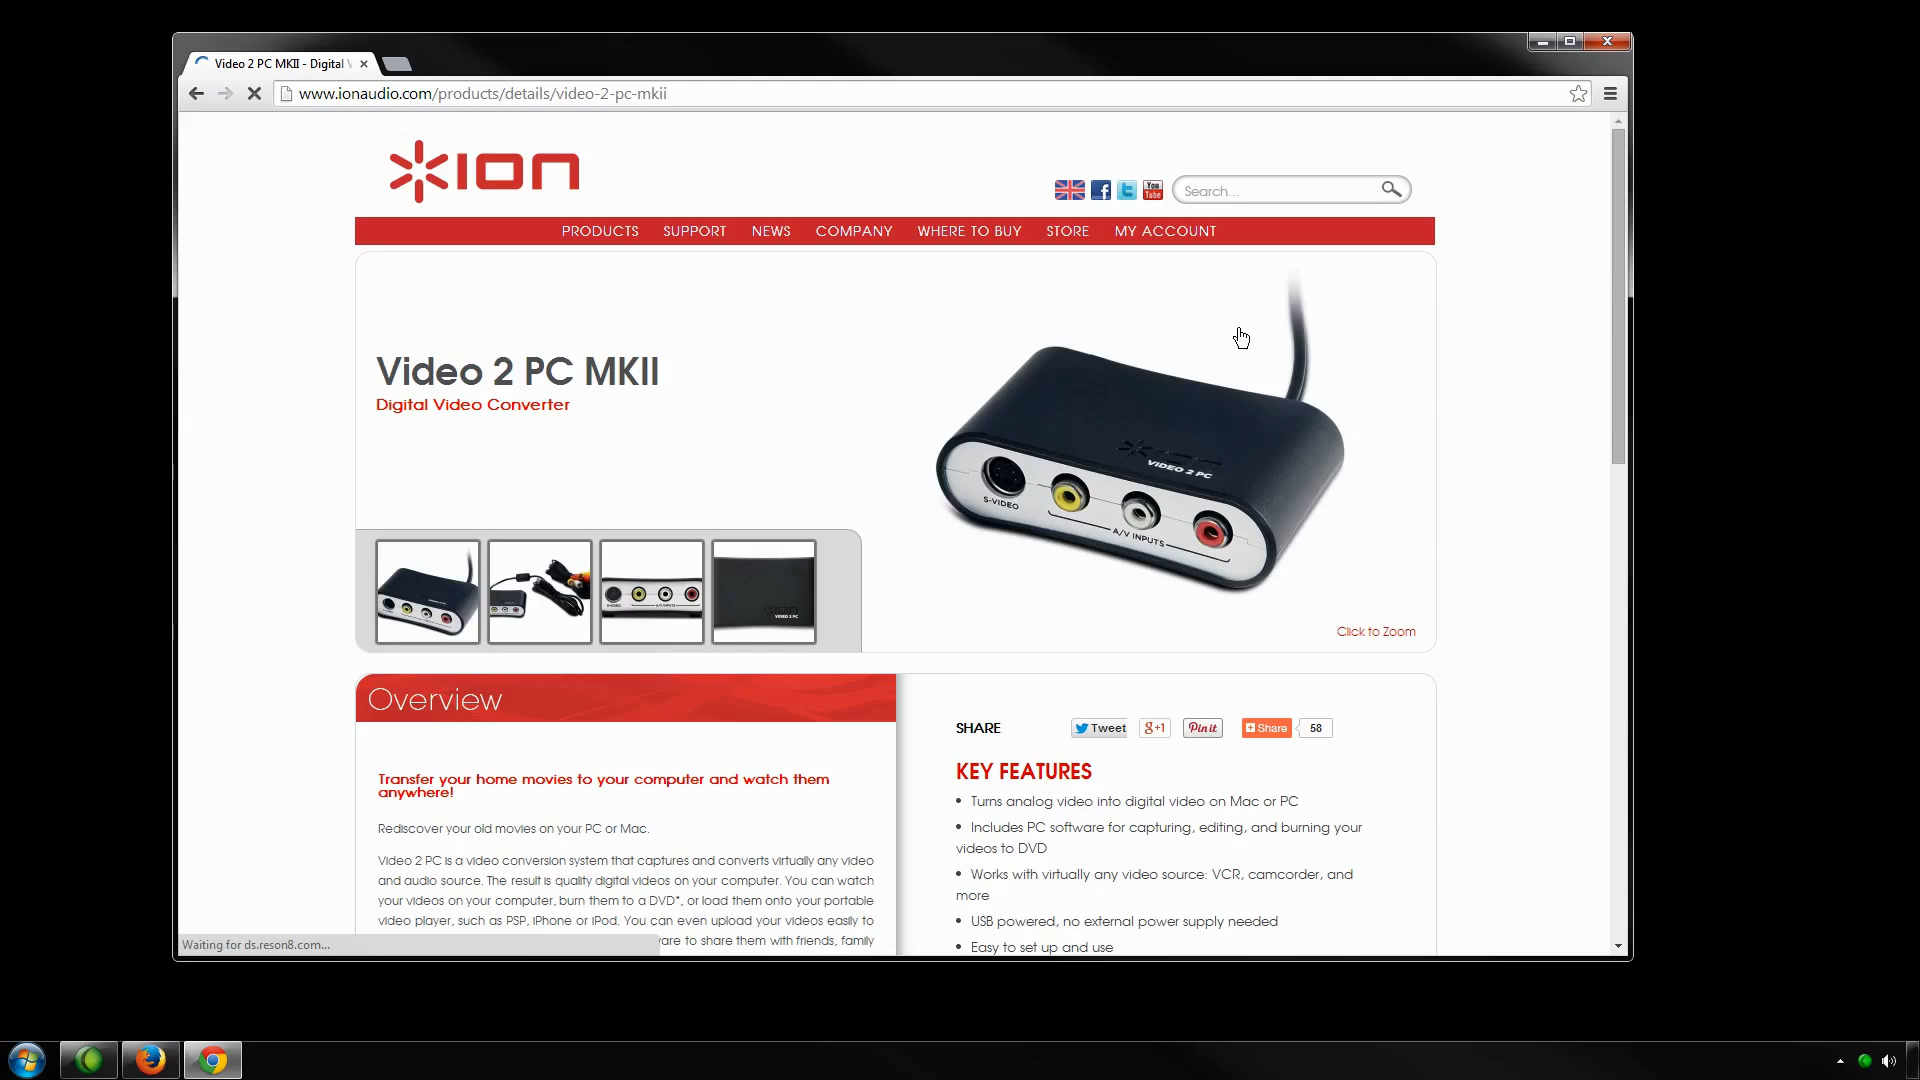 Video 2 PC MKII - Digital V
www.ionaudio.com/products/details/video-2-pc-mkii
ion
You
Tube
Search...
PRODUCTS SUPPORT NEWS COMPANY WHERE TO BUY STORE MY ACCOUNT
Video 2 PC MKII
Digital Video Converter
ION
VIDEO 2 PC
S-VIDEO
A/V INPUTS
Click to Zoom
Overview
Transfer your home movies to your computer and watch them
anywhere!
Rediscover your old movies on your PC or Mac.
Video 2 PC is a video conversion system that captures and converts virtually any video
and audio source. The result is quality digital videos on your computer. You can watch
your videos on your computer, burn them to a DVD*, or load them onto your portable
video player, such as PSP, iPhone or iPod. You can even upload your videos easily to
ware to share them with friends, family
SHARE Tweet g+1 Pin it Share 58
KEY FEATURES
• Turns analog video into digital video on Mac or PC
• Includes PC software for capturing, editing, and burning your
videos to DVD
• Works with virtually any video source: VCR, camcorder, and
more
• USB powered, no external power supply needed
• Easy to set up and use
Waiting for ds.reson8.com...